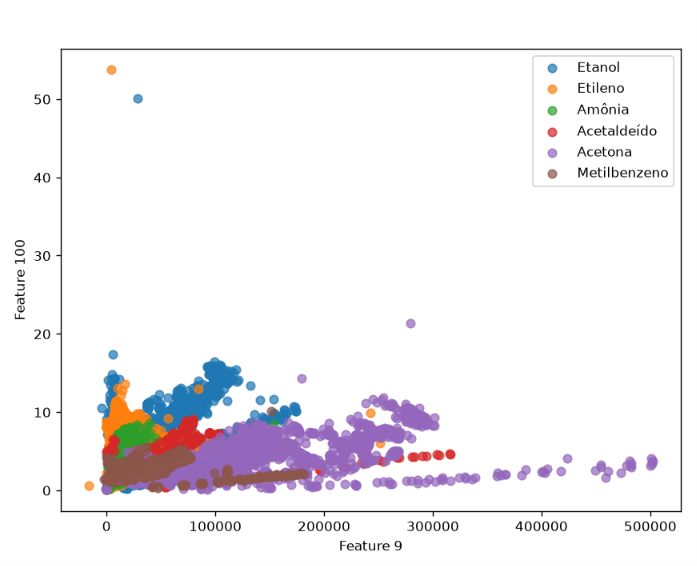 Etanol
Etileno
Amônia
Acetaldeído
Acetona
Metilbenzeno
50
40
30
20
10
0
Feature 100
0
100000
200000
300000
400000
500000
Feature 9